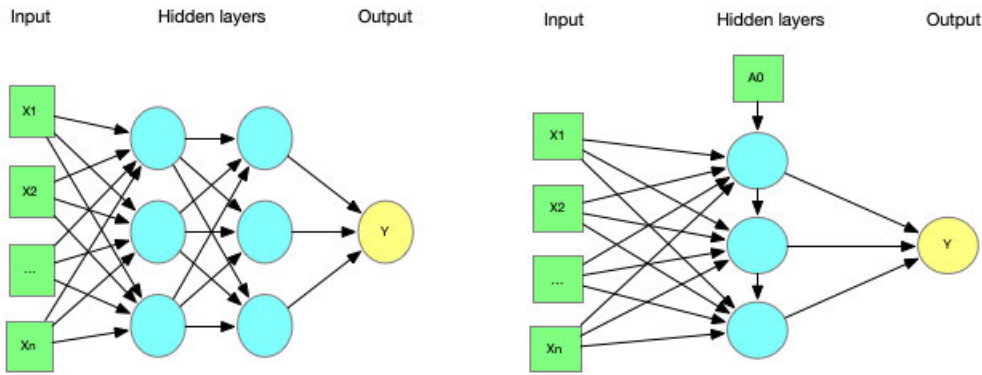 Input Hidden layers Output
X1
X2
...
Xn
Y
Input Hidden layers Output
A0
X1
X2
...
Xn
Y